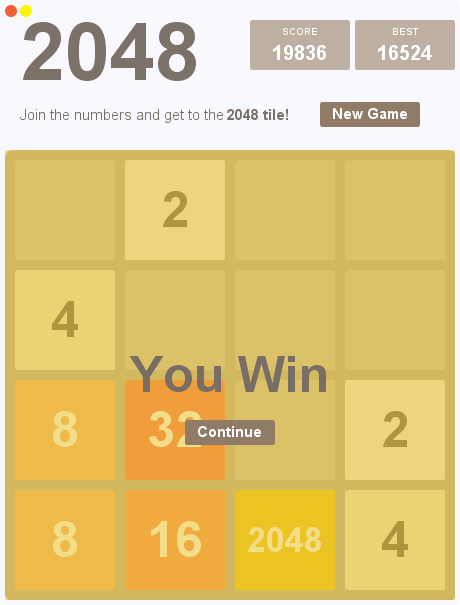 2048
SCORE BEST
19836 16524
Join the numbers and get to the 2048 tile!
New Game
2
4
You Win
8 32 2
Continue
8 16 2048 4